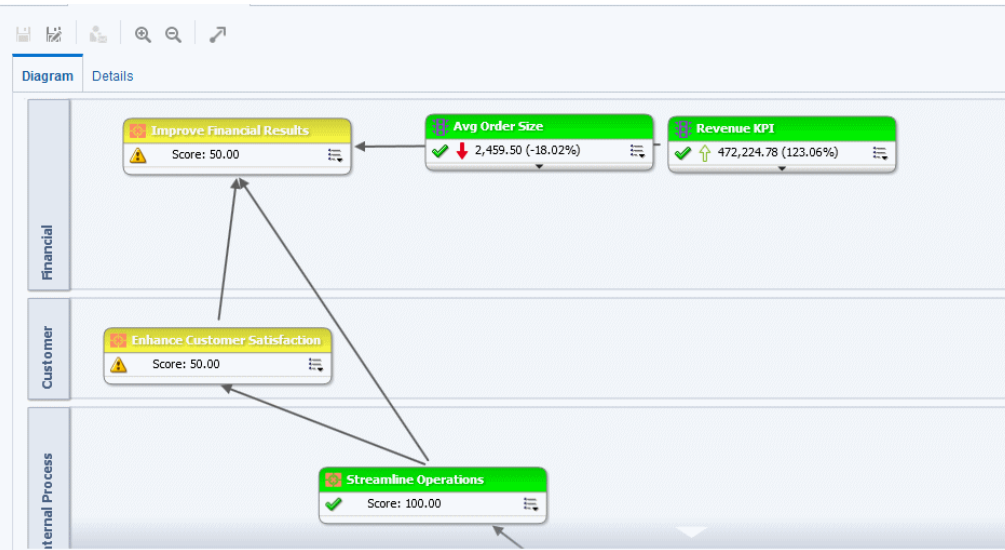 Diagram
Details
Financial
Improve Financial Results
Score: 50.00
Avg Order Size
2,459.50 (-18.02%)
Revenue KPI
472,224.78 (123.06%)
Customer
Enhance Customer Satisfaction
Score: 50.00
ternal Process
Streamline Operations
Score: 100.00